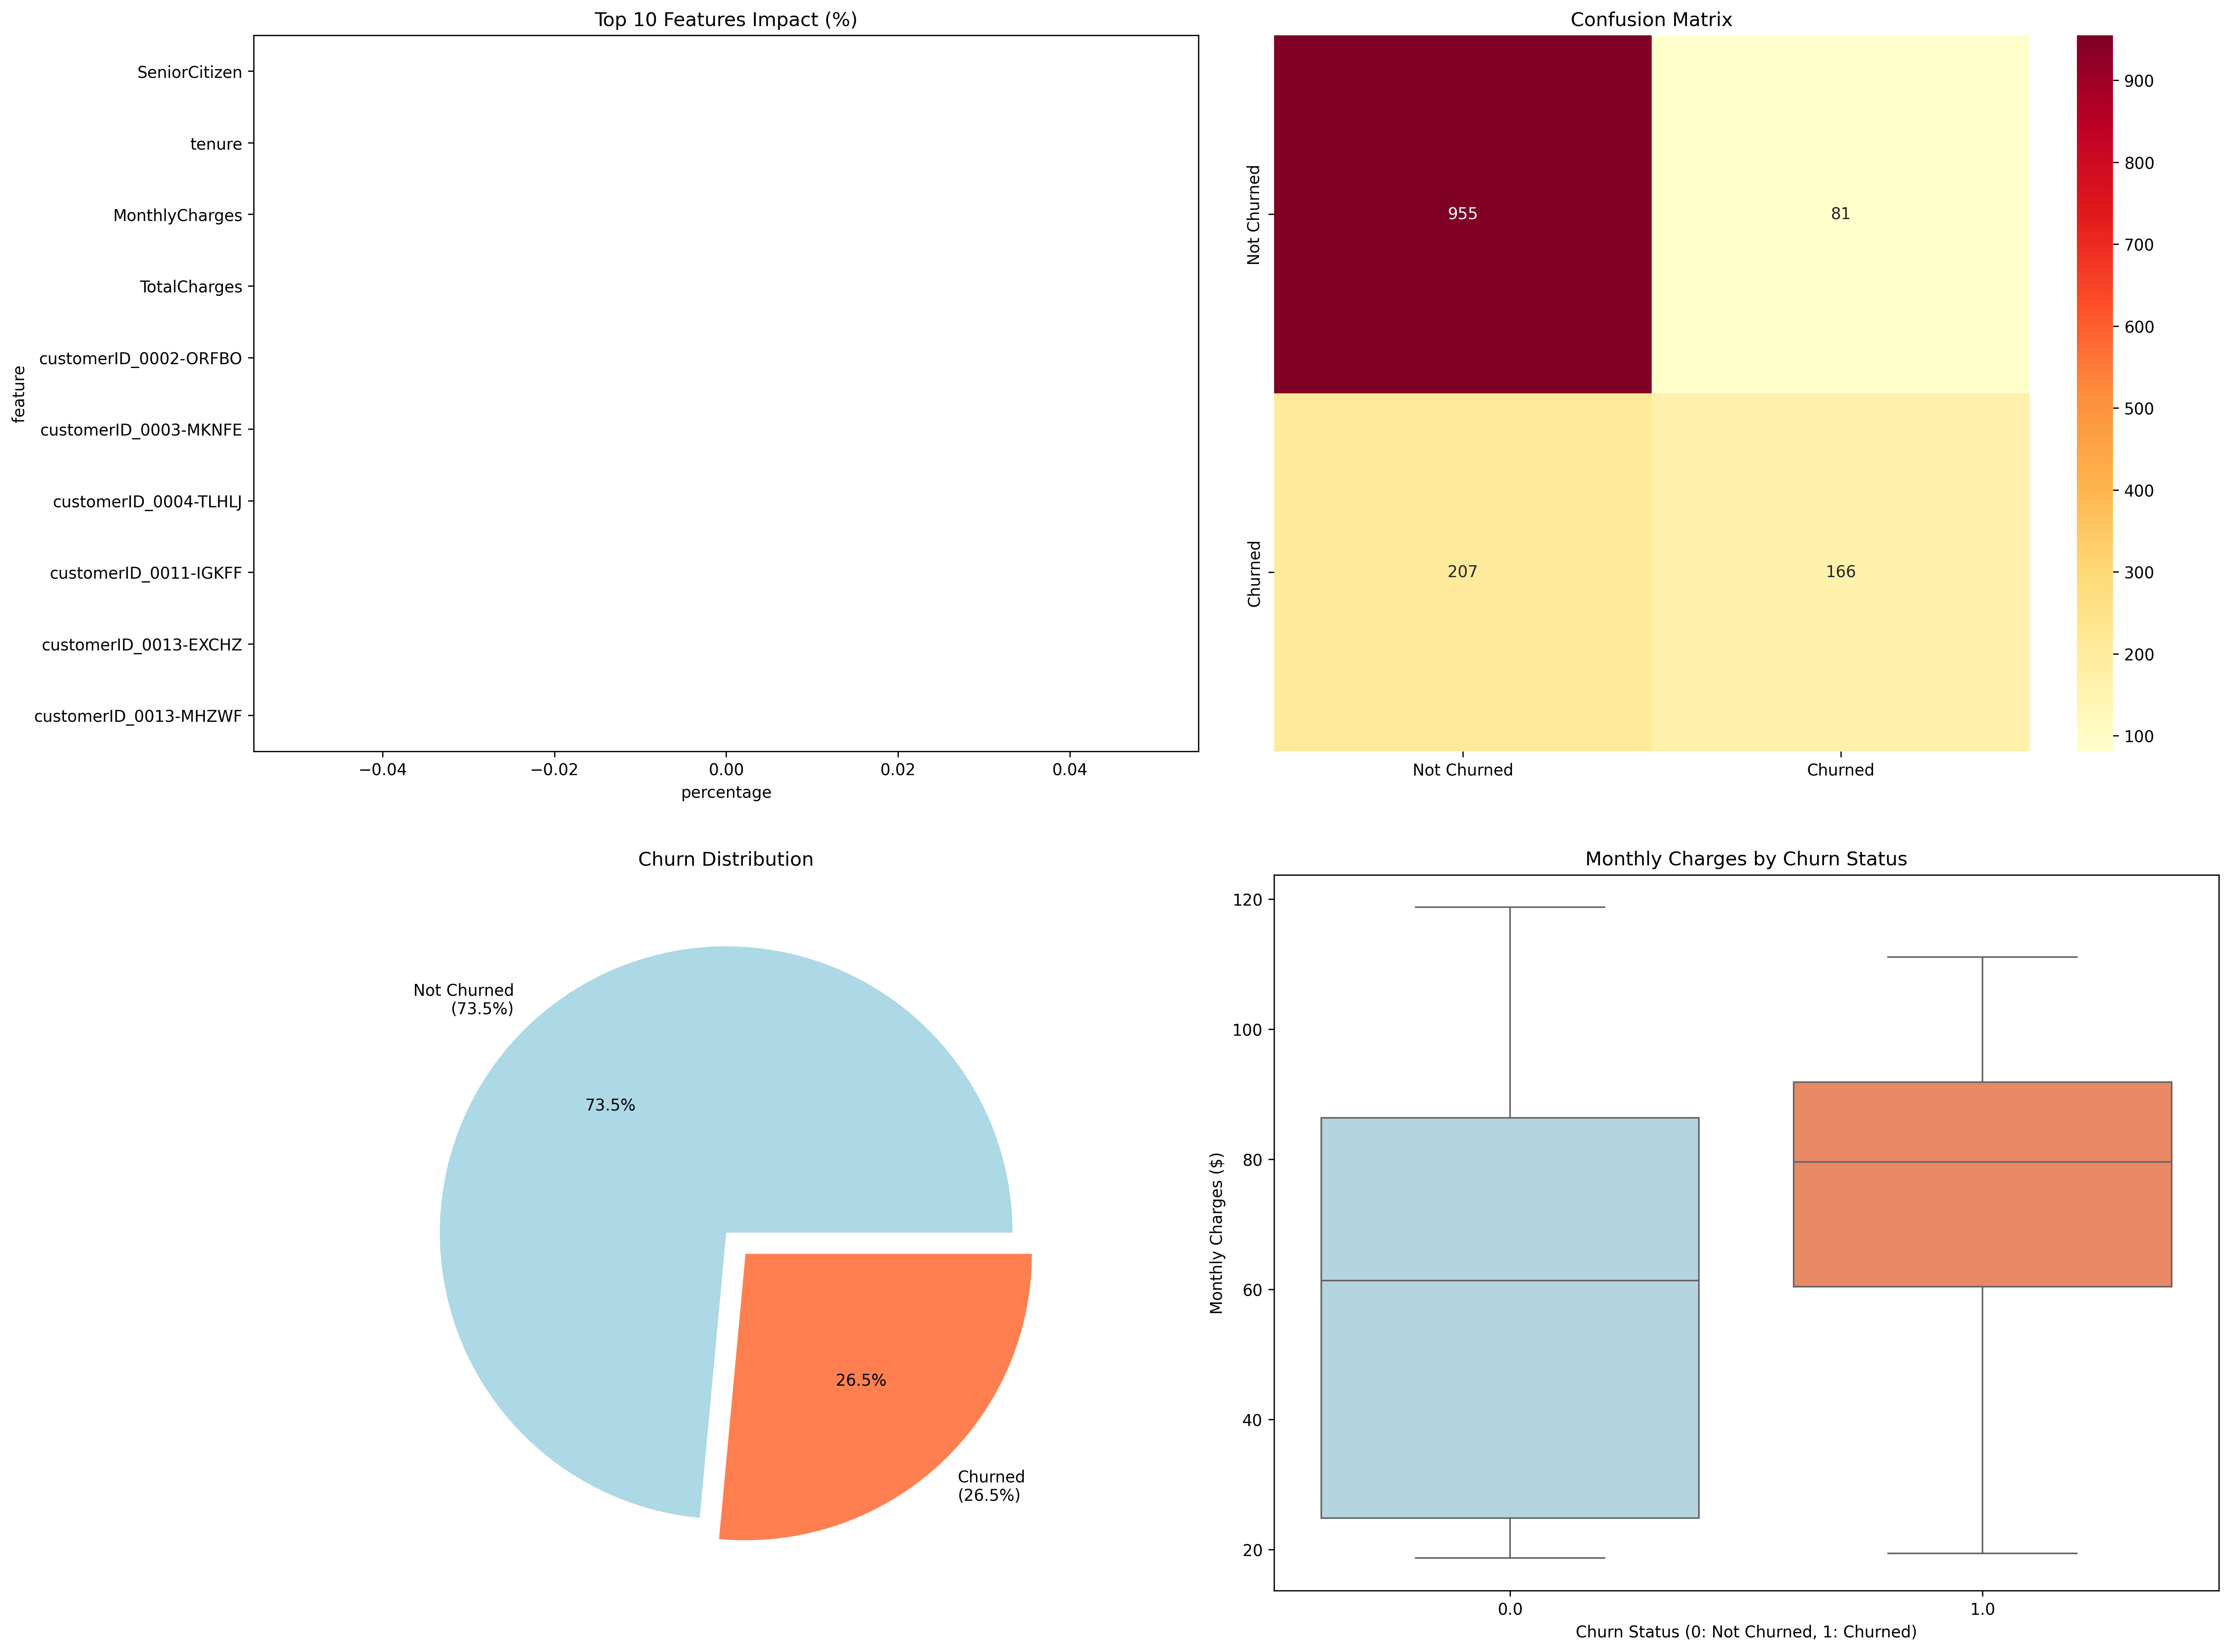 Top 10 Features Impact (%)
feature
SeniorCitizen
tenure
MonthlyCharges
TotalCharges
customerID_0002-ORFBO
customerID_0003-MKNFE
customerID_0004-TLHLJ
customerID_0011-IGKFF
customerID_0013-EXCHZ
customerID_0013-MHZWF
−0.04
−0.02
0.00
0.02
0.04
percentage
Confusion Matrix
Not Churned
Churned
955
81
207
166
Not Churned
Churned
900
800
700
600
500
400
300
200
100
Churn Distribution
Not Churned
(73.5%)
73.5%
26.5%
Churned
(26.5%)
Monthly Charges by Churn Status
Monthly Charges ($)
120
100
80
60
40
20
0.0
1.0
Churn Status (0: Not Churned, 1: Churned)